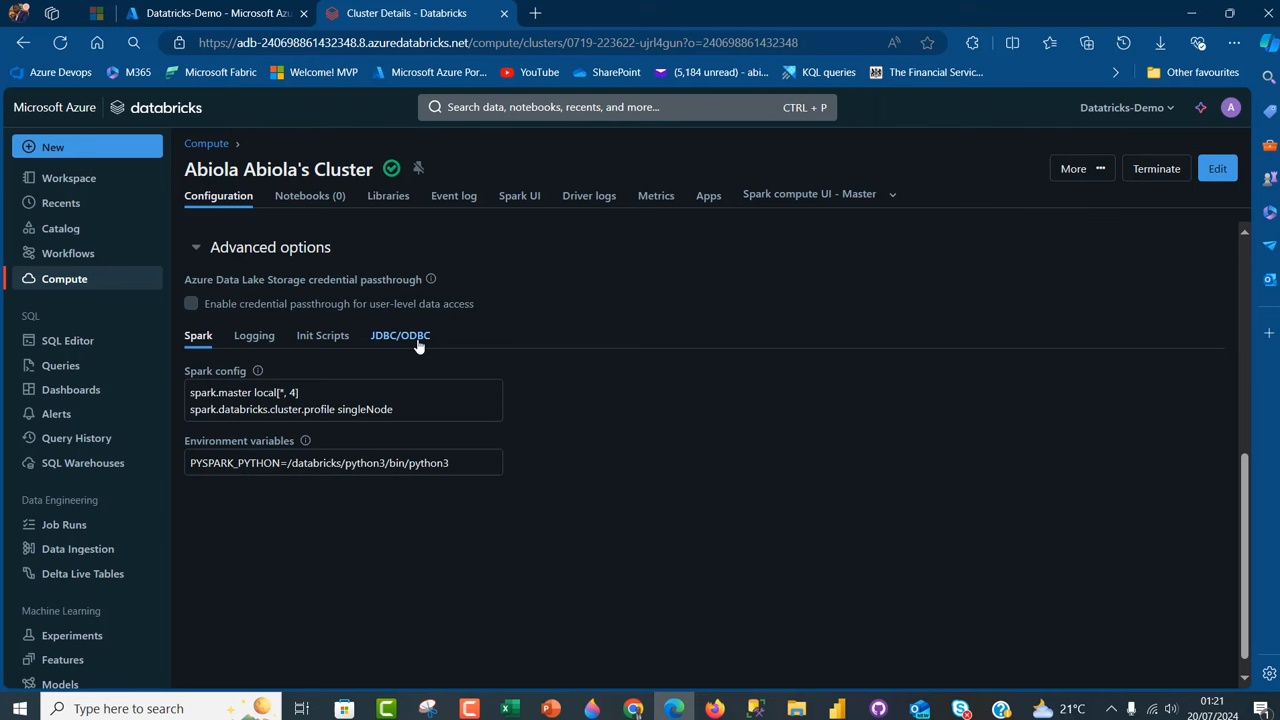 Datatricks-Demo - Microsoft Azu
Cluster Details - Databricks
https://adb-240698861432348.8.azuredatabricks.net/compute/clusters/0719-223622-ujrl4gun?o=240698861432348
Azure Devops
M365
Microsoft Fabric
Welcome! MVP
Microsoft Azure Por...
YouTube
SharePoint
(5,184 unread) - abi...
KQL queries
The Financial Servic...
Other favourites
Microsoft Azure
databricks
Search data, notebooks, recents, and more...
CTRL + P
Datatricks-Demo
A
New
Workspace
Recents
Catalog
Workflows
Compute
SQL
SQL Editor
Queries
Dashboards
Alerts
Query History
SQL Warehouses
Data Engineering
Job Runs
Data Ingestion
Delta Live Tables
Machine Learning
Experiments
Features
Models
Compute
Abiola Abiola's Cluster
More
Terminate
Edit
Configuration
Notebooks (0)
Libraries
Event log
Spark UI
Driver logs
Metrics
Apps
Spark compute UI - Master
Advanced options
Azure Data Lake Storage credential passthrough
Enable credential passthrough for user-level data access
Spark
Logging
Init Scripts
JDBC/ODBC
Spark config
spark.master local[*, 4]
spark.databricks.cluster.profile singleNode
Environment variables
PYSPARK_PYTHON=/databricks/python3/bin/python3
Type here to search
21°C
01:21
20/07/2024